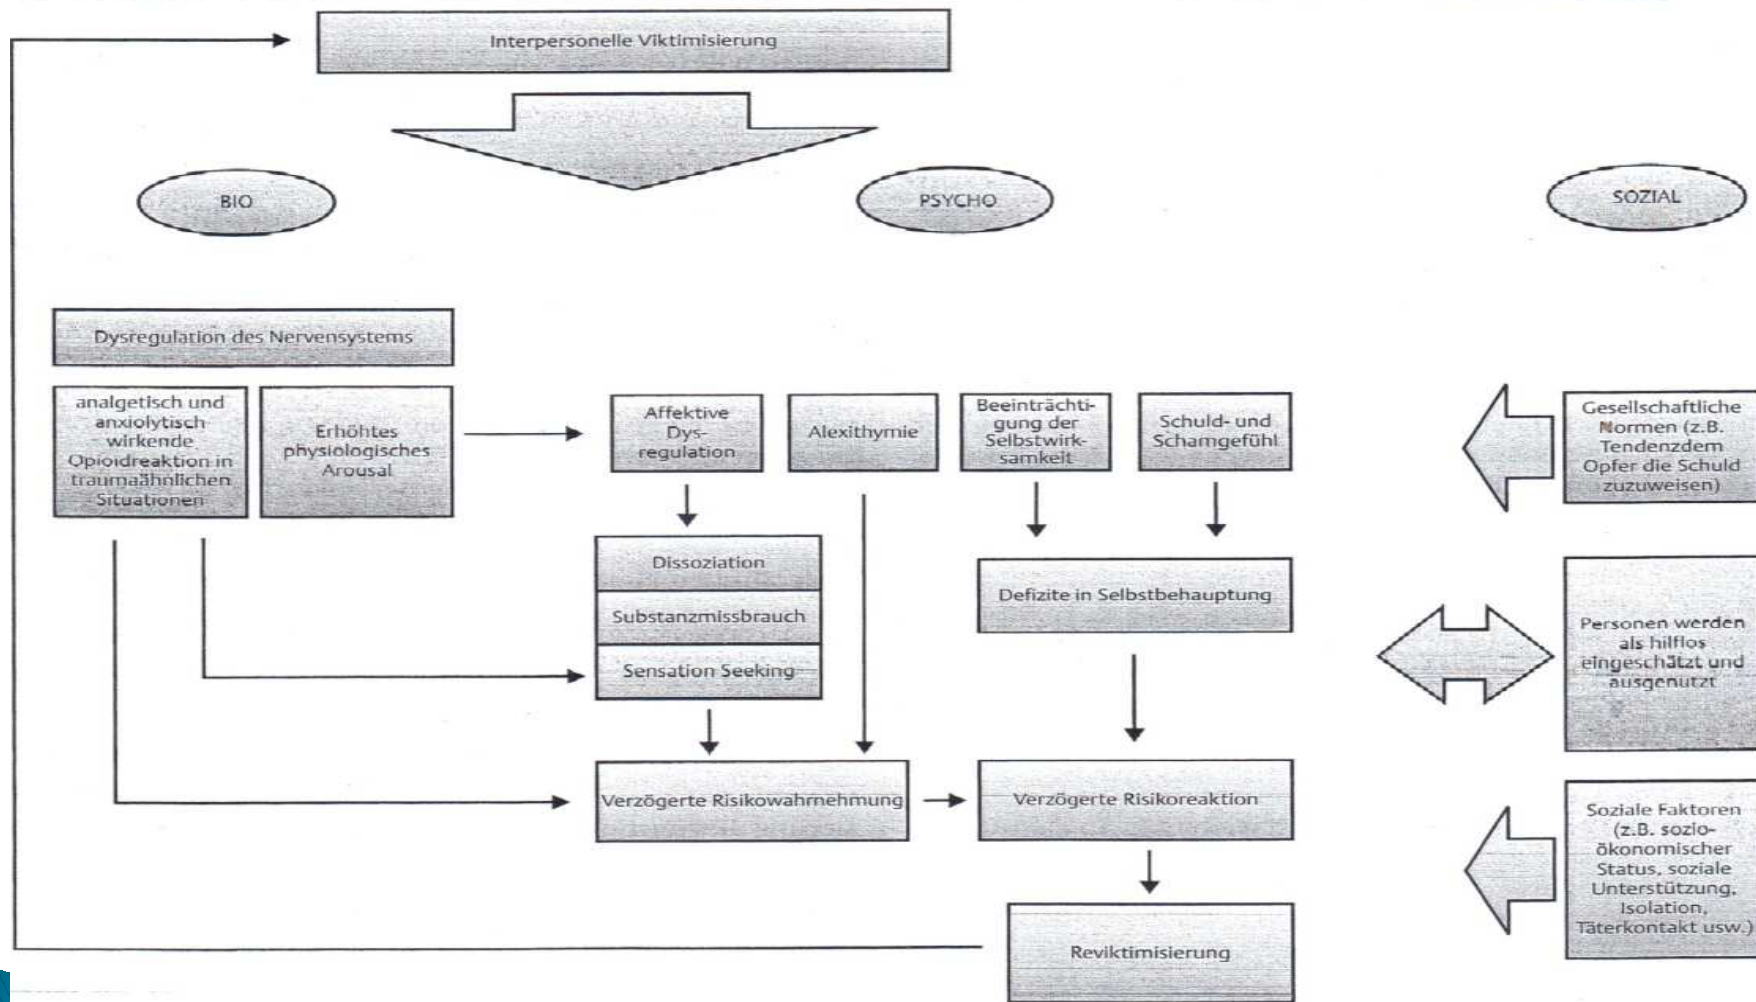 Interpersonelle Viktimisierung
BIO
PSYCHO
SOZIAL
Dysregulation des Nervensystems
analgetisch und
anxiolytisch
wirkende
Opioidreaktion in
traumaähnlichen
Situationen
Erhöhtes
physiologisches
Arousal
Affektive
Dys-
regulation
Alexithymie
Beeinträchti-
gung der
Selbstwirk-
samkeit
Schuld- und
Schamgefühl
Gesellschaftliche
Normen (z.B.
Tendenzdem
Opfer die Schuld
zuzuweisen)
Dissoziation
Substanzmissbrauch
Sensation Seeking
Defizite in Selbstbehauptung
Personen werden
als hilflos
eingeschätzt und
ausgenutzt
Verzögerte Risikowahrnehmung
Verzögerte Risikoreaktion
Soziale Faktoren
(z.B. sozio-
ökonomischer
Status, soziale
Unterstützung,
Isolation,
Täterkontakt usw.)
Reviktimisierung